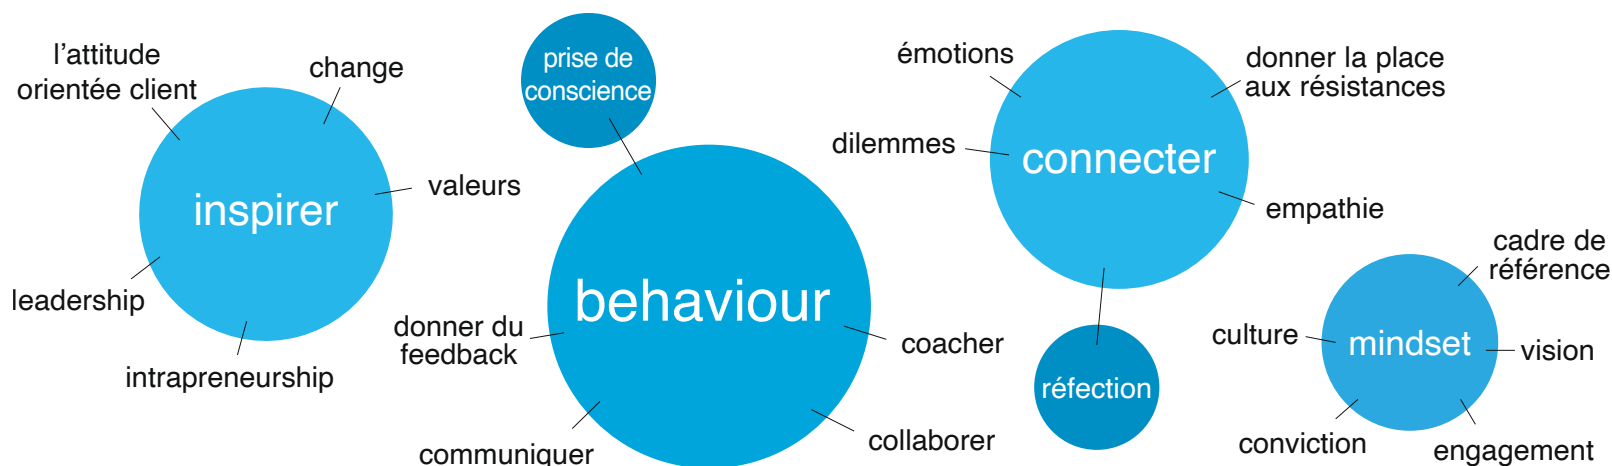 l'attitude
orientée client
change
valeurs
inspirer
leadership
intrapreneurship
prise de
conscience
behaviour
donner du
feedback
coacher
communiquer
collaborer
émotions
donner la place
aux résistances
dilemmes
connecter
empathie
réfection
cadre de
référence
culture
mindset
vision
conviction
engagement